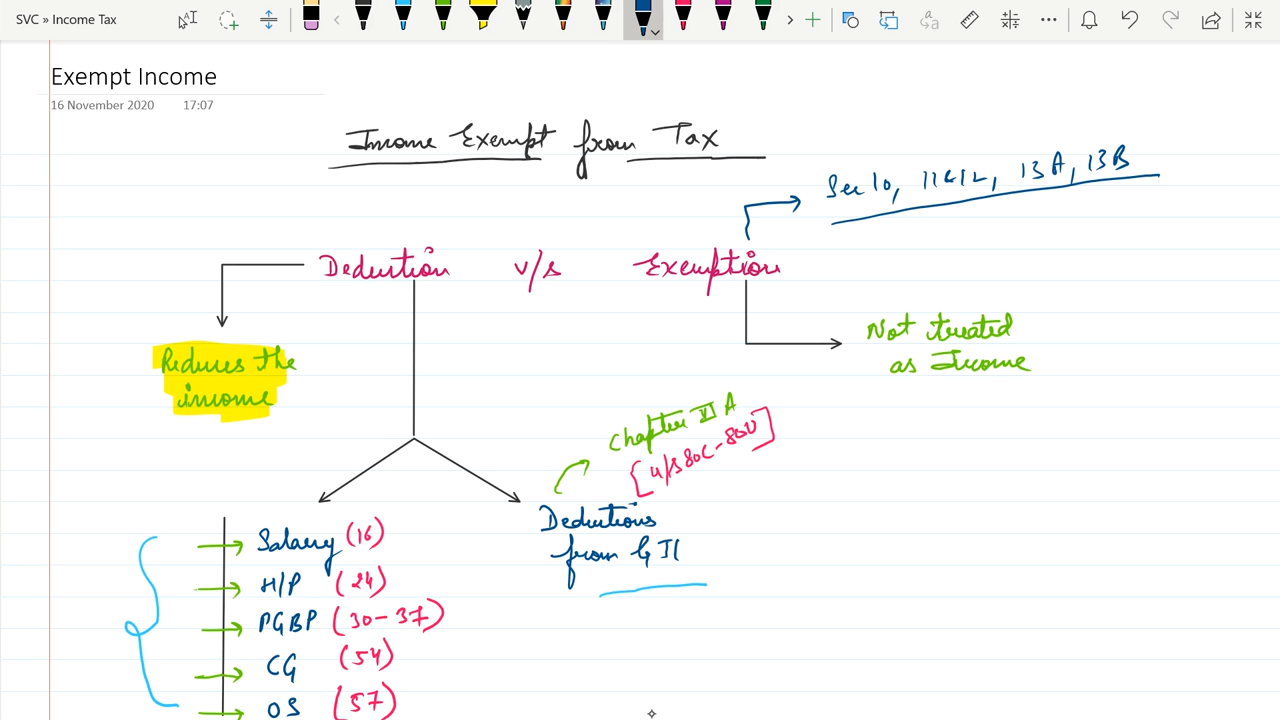 SVC » Income Tax
Exempt Income
16 November 2020 17:07
Income Exempt from Tax
Sec 10, 11&12, 13A, 13B
Deduction v/s Exemption
Reduces the
income
Not treated
as Income
Chapter VI A
[u/s 80C-80U]
Deductions
from GTI
Salary (16)
H/P (24)
PGBP (30-37)
CG (54)
OS (57)